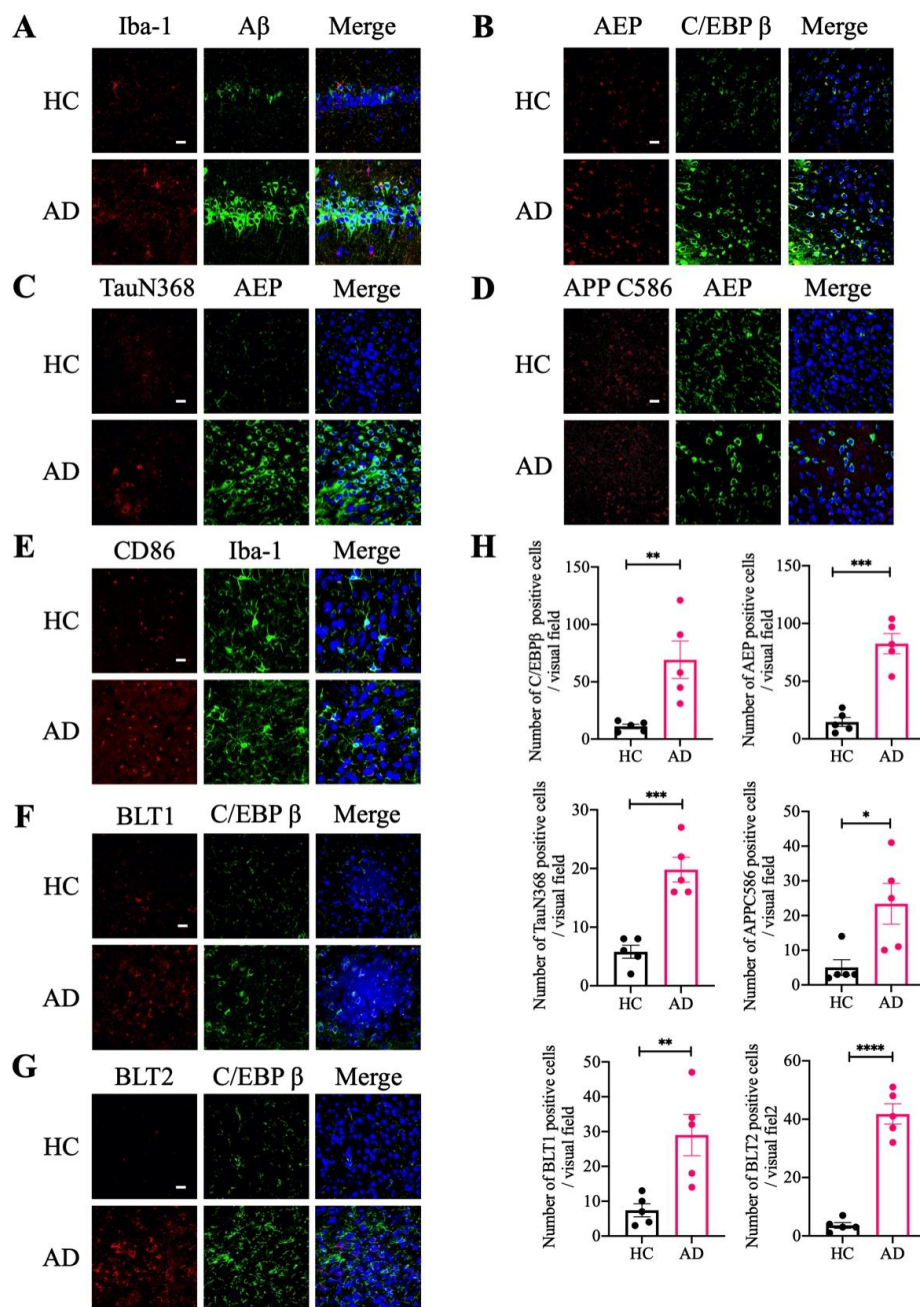 A
Iba-1 Aβ Merge
HC
AD
B
AEP C/EBP β Merge
HC
AD
C
TauN368 AEP Merge
HC
AD
D
APP C586 AEP Merge
HC
AD
E
CD86 Iba-1 Merge
HC
AD
F
BLT1 C/EBP β Merge
HC
AD
G
BLT2 C/EBP β Merge
HC
AD
H
Number of C/EBPβ positive cells
/ visual field
150
100
50
0
**
HC AD
Number of AEP positive cells
/ visual field
150
100
50
0
***
HC AD
Number of TauN368 positive cells
/ visual field
30
20
10
0
***
HC AD
Number of APPC586 positive cells
/ visual field
50
40
30
20
10
0
*
HC AD
Number of BLT1 positive cells
/ visual field
50
40
30
20
10
0
**
HC AD
Number of BLT2 positive cells
/ visual fiel2
60
40
20
0
****
HC AD